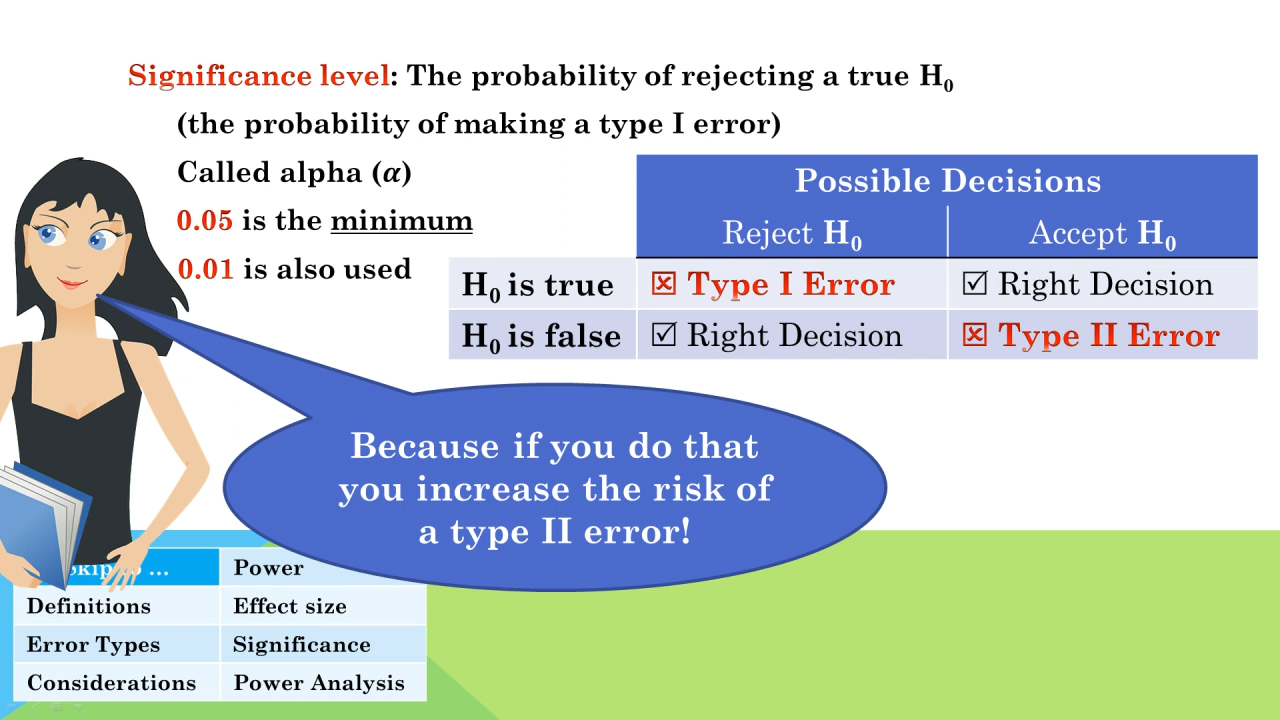 Significance level: The probability of rejecting a true H₀
(the probability of making a type I error)
Called alpha (α)
0.05 is the minimum
0.01 is also used
Possible Decisions
Reject H₀ Accept H₀
H₀ is true ☒ Type I Error ☑ Right Decision
H₀ is false ☑ Right Decision ☒ Type II Error
Because if you do that
you increase the risk of
a type II error!
… Power
Definitions Effect size
Error Types Significance
Considerations Power Analysis